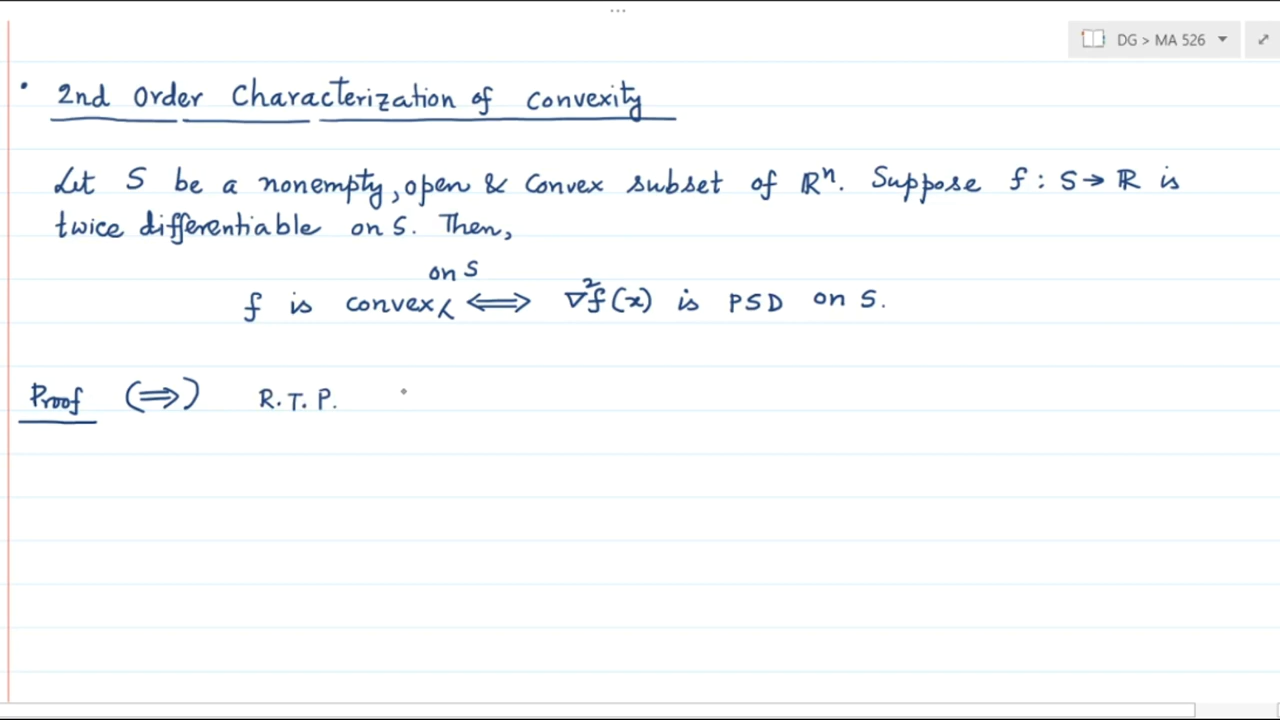 ...
DG > MA 526
• 2nd Order Characterization of Convexity
Let S be a nonempty, open & Convex subset of ℝⁿ. Suppose f : S → ℝ is
twice differentiable on S. Then,
on S
f is convex ⟺ ∇²f(x) is PSD on S.
Proof (⟹) R.T.P.